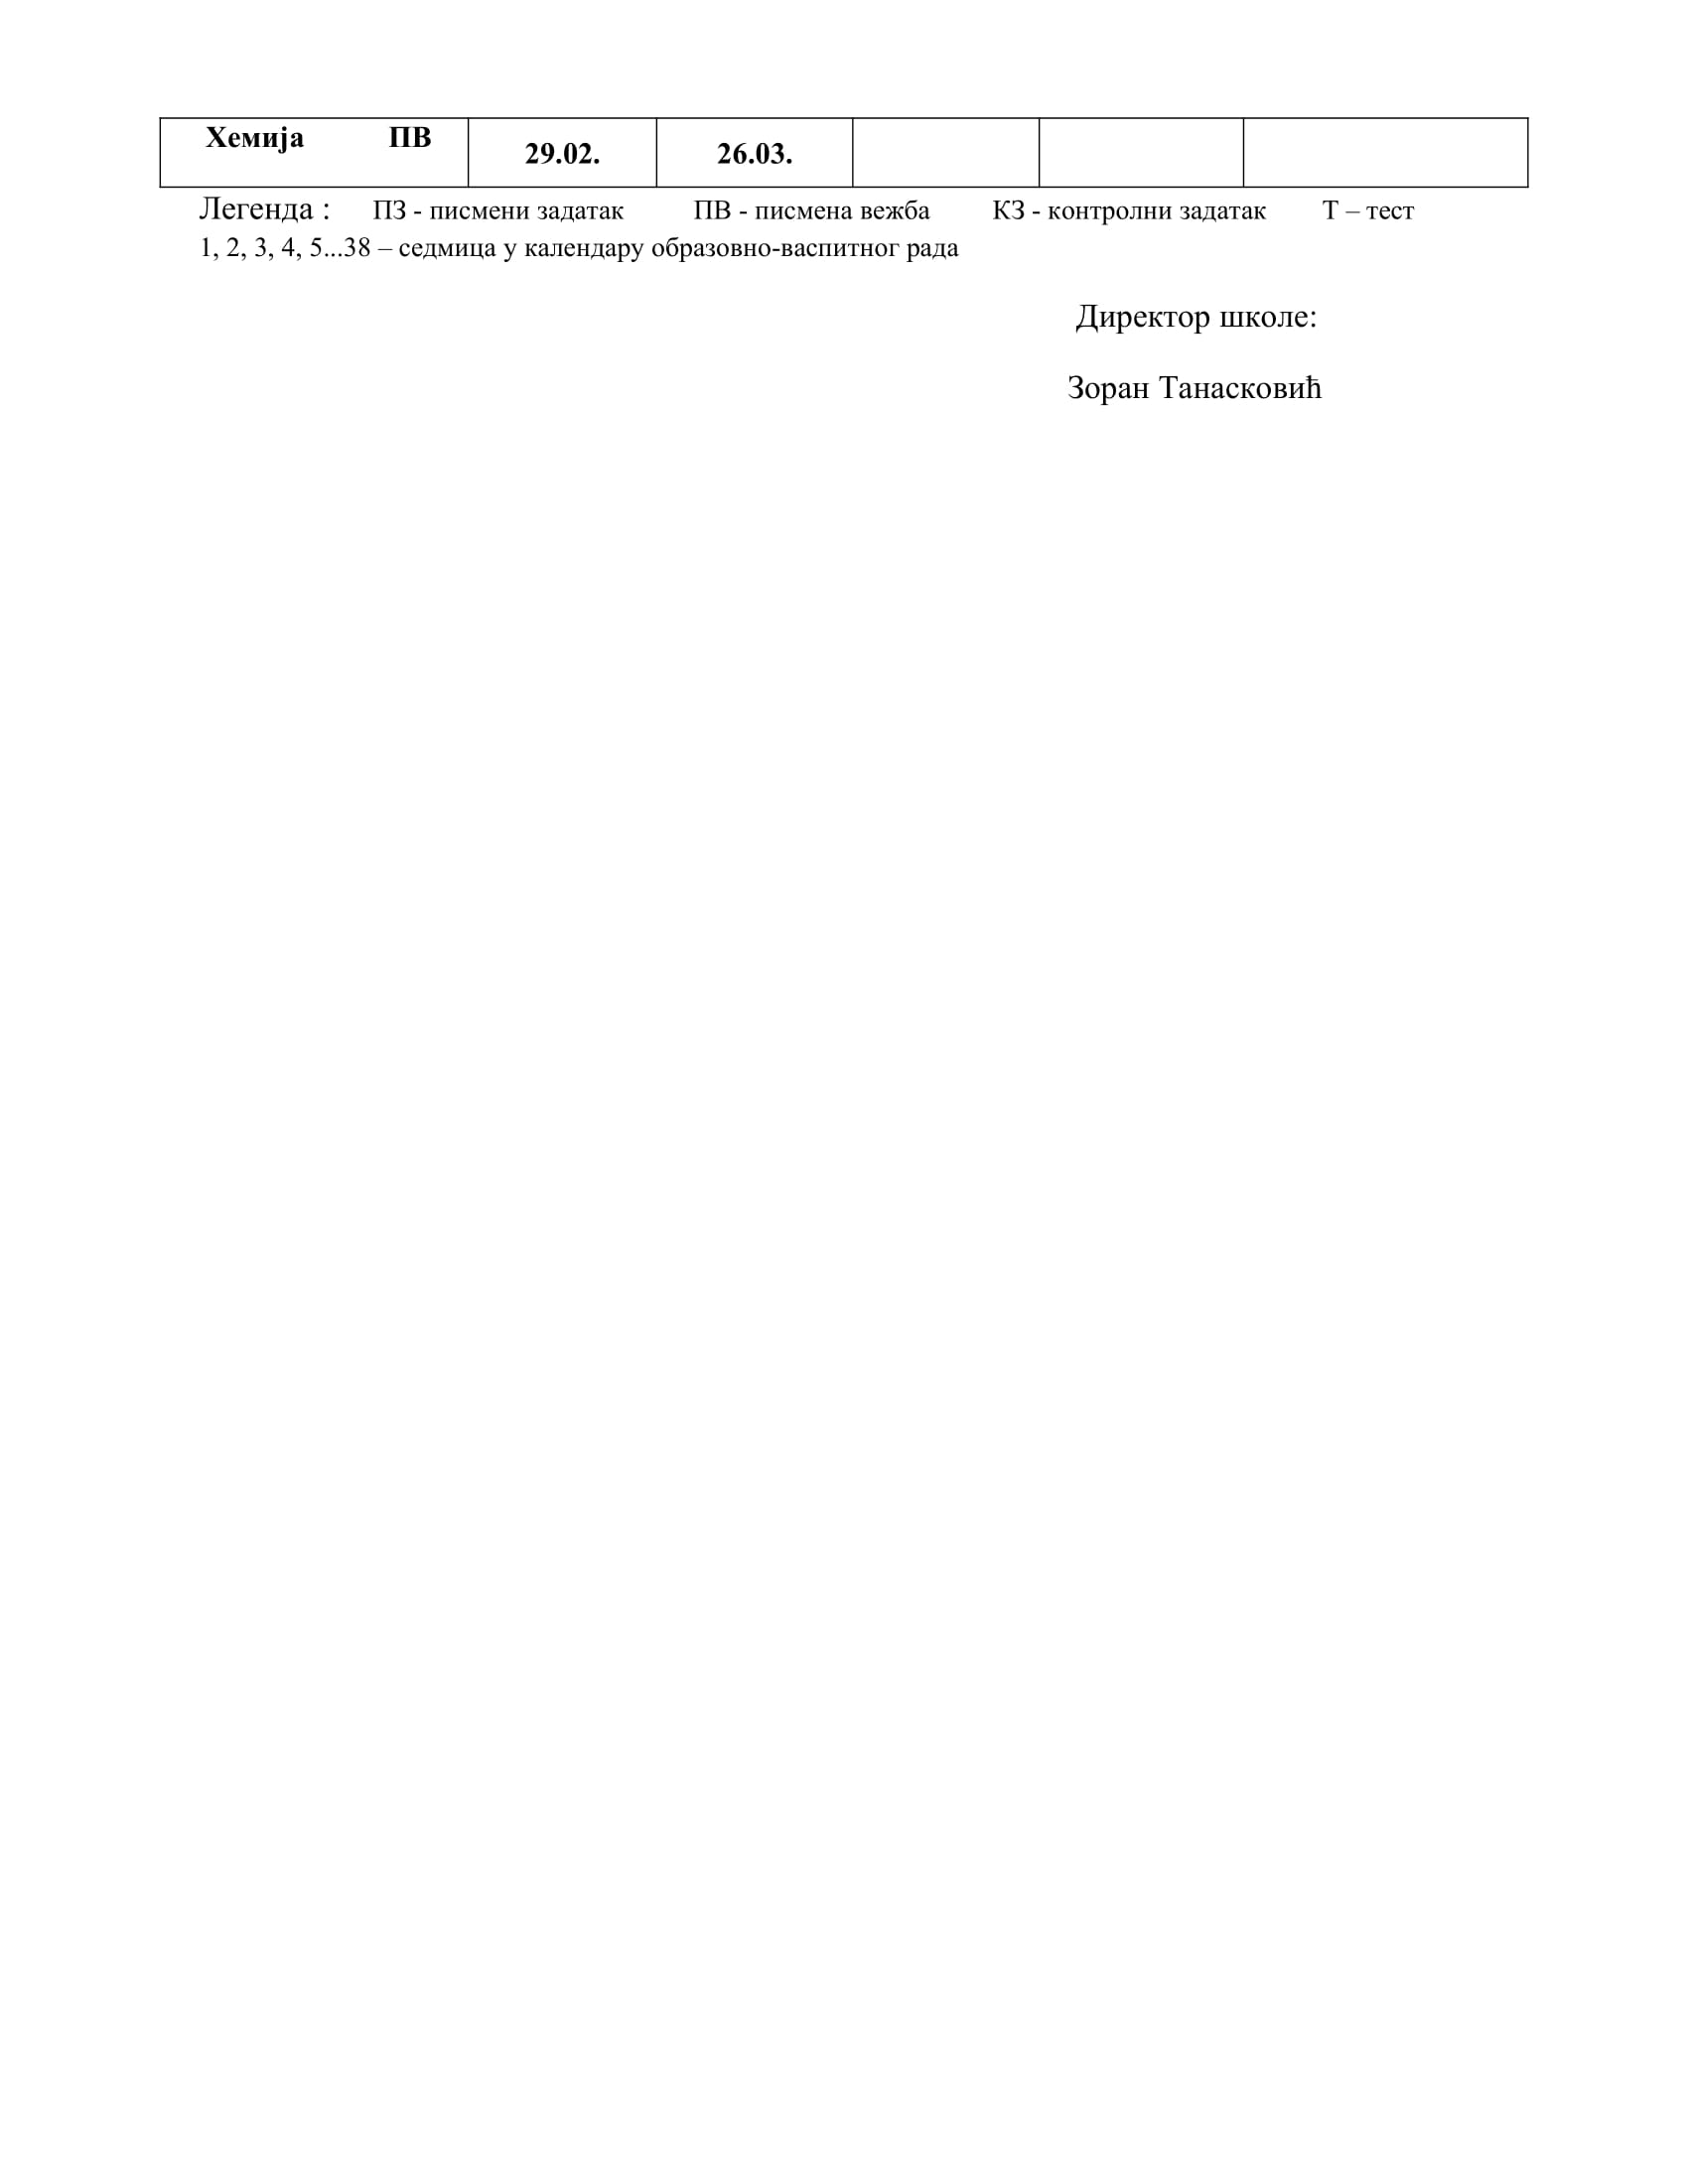 Хемија ПВ 29.02. 26.03.
Легенда : ПЗ - писмени задатак ПВ - писмена вежба КЗ - контролни задатак Т – тест
1, 2, 3, 4, 5...38 – седмица у календару образовно-васпитног рада
Директор школе:
Зоран Танасковић